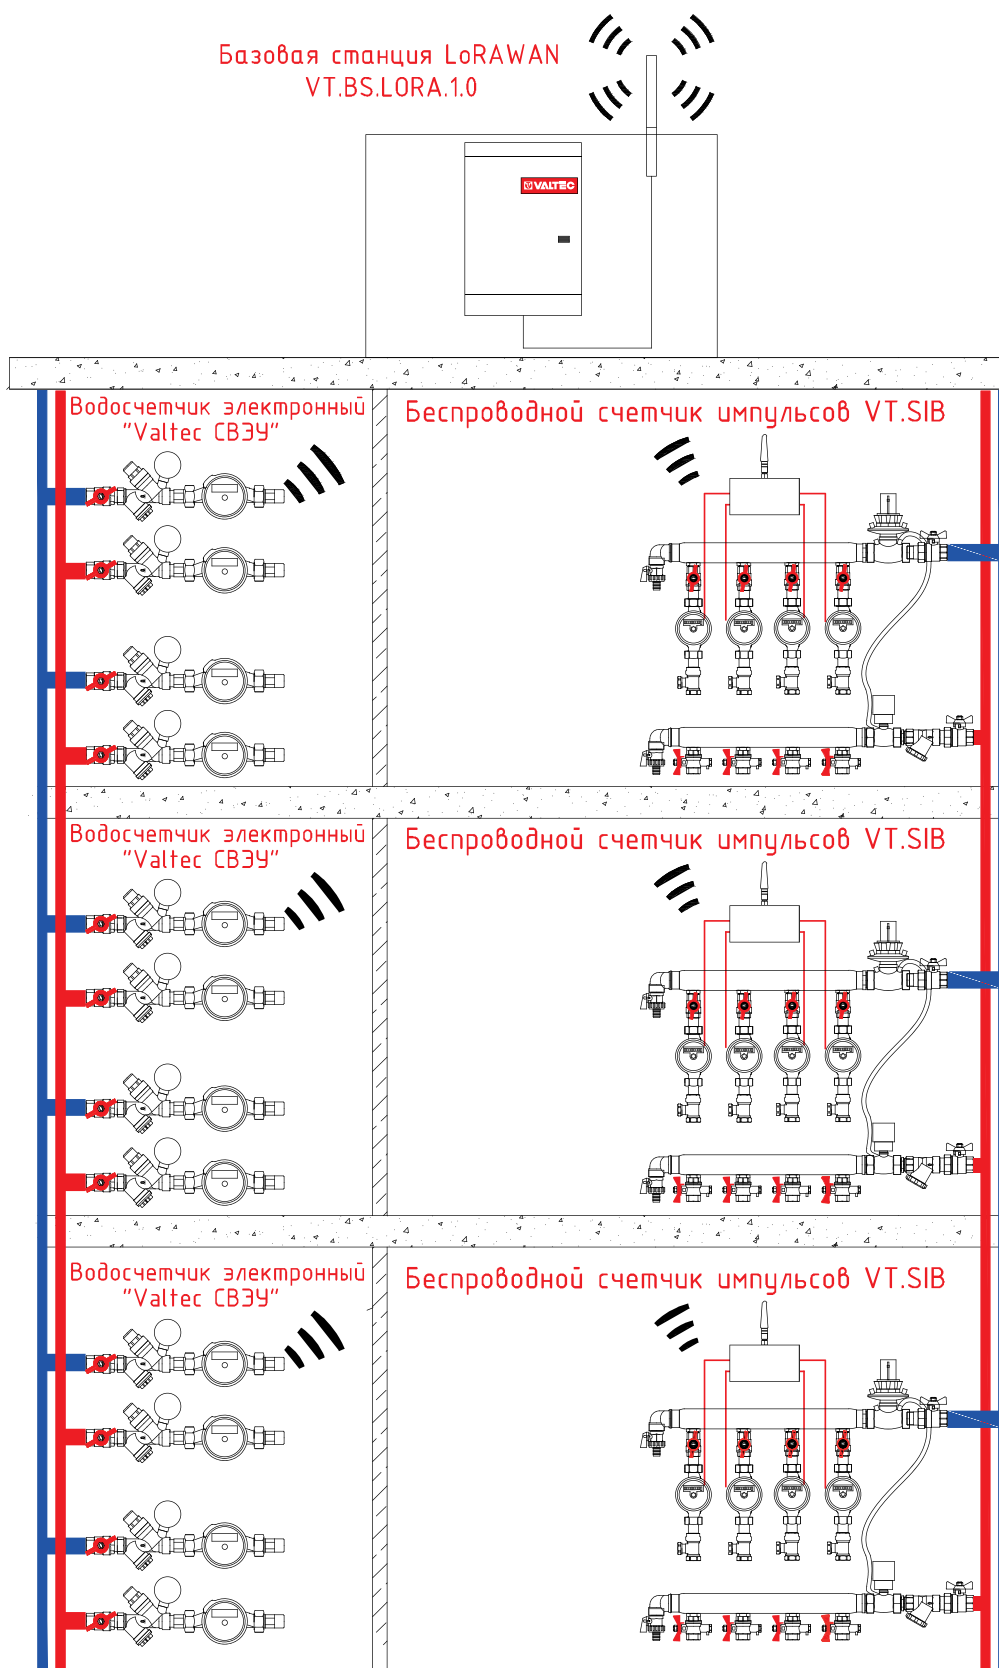 Базовая станция LoRAWAN
VT.BS.LORA.1.0
VALTEC
Водосчетчик электронный
"Valtec СВЭУ"
Беспроводной счетчик импульсов VT.SIB
Водосчетчик электронный
"Valtec СВЭУ"
Беспроводной счетчик импульсов VT.SIB
Водосчетчик электронный
"Valtec СВЭУ"
Беспроводной счетчик импульсов VT.SIB